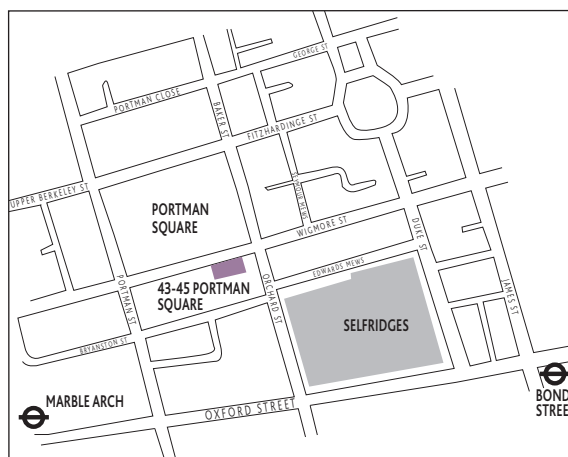 GEORGE ST
PORTMAN CLOSE
BAKER ST
FITZHARDINGE ST
SEYMOUR MEWS
UPPER BERKELEY ST
PORTMAN
SQUARE
WIGMORE ST
DUKE ST
EDWARDS MEWS
43-45 PORTMAN
SQUARE
PORTMAN ST
ORCHARD ST
JAMES ST
SELFRIDGES
BRYANSTON ST
MARBLE ARCH
OXFORD STREET
BOND
STREET